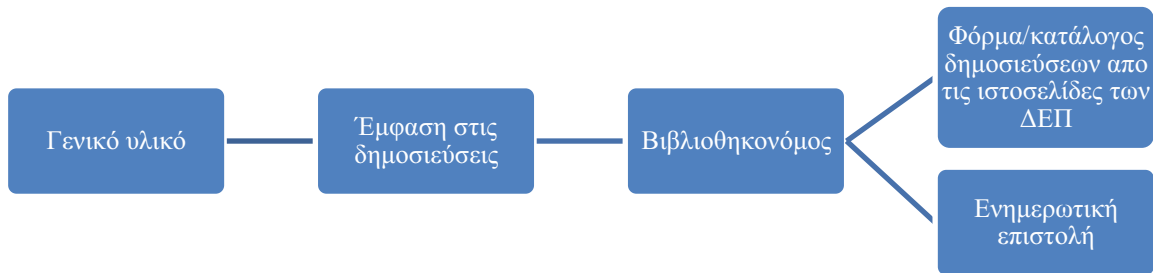 Γενικό υλικό
Έμφαση στις
δημοσιεύσεις
Βιβλιοθηκονόμος
Φόρμα/κατάλογος
δημοσιεύσεων απο
τις ιστοσελίδες των
ΔΕΠ
Ενημερωτική
επιστολή